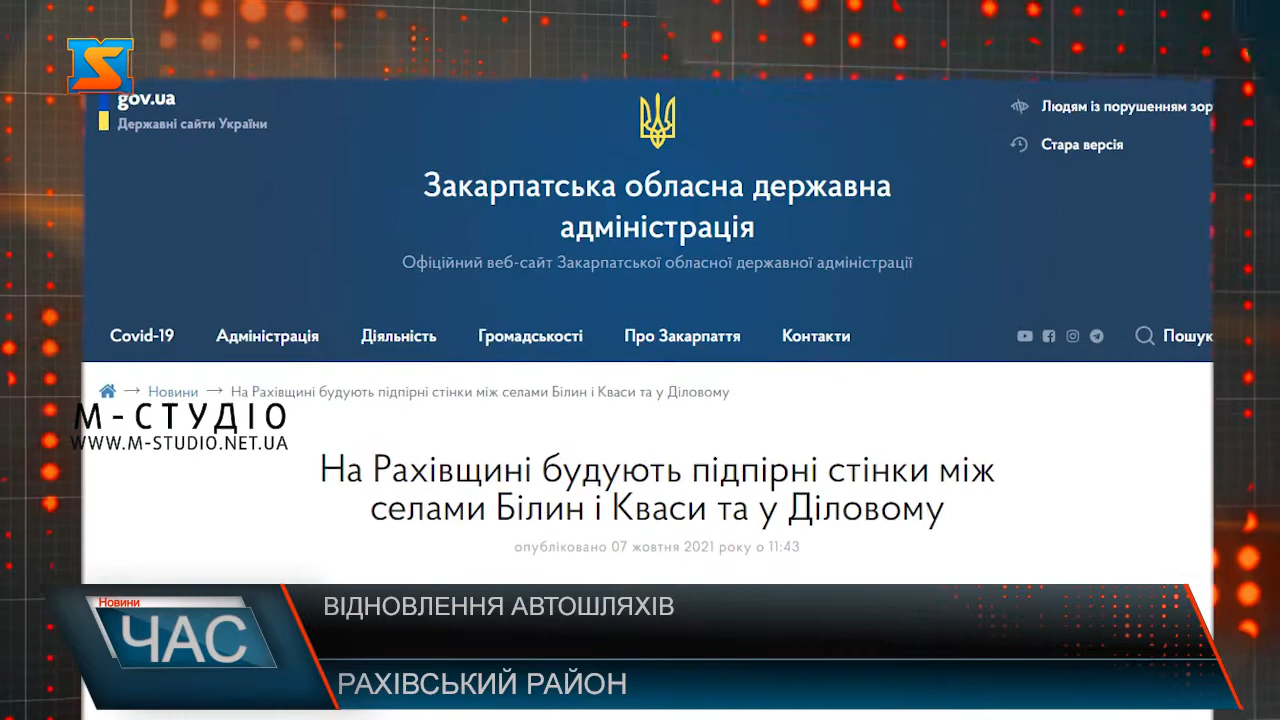 gov.ua
Державні сайти України
Людям із порушенням зор
Стара версія
Закарпатська обласна державна
адміністрація
Офіційний веб-сайт Закарпатської обласної державної адміністрації
Covid-19 Адміністрація Діяльність Громадськості Про Закарпаття Контакти Пошук
Новини → На Рахівщині будують підпірні стінки між селами Білин і Кваси та у Діловому
М-СТУДІО
WWW.M-STUDIO.NET.UA
На Рахівщині будують підпірні стінки між
селами Білин і Кваси та у Діловому
опубліковано 07 жовтня 2021 року о 11:43
Новини
ЧАС
ВІДНОВЛЕННЯ АВТОШЛЯХІВ
РАХІВСЬКИЙ РАЙОН